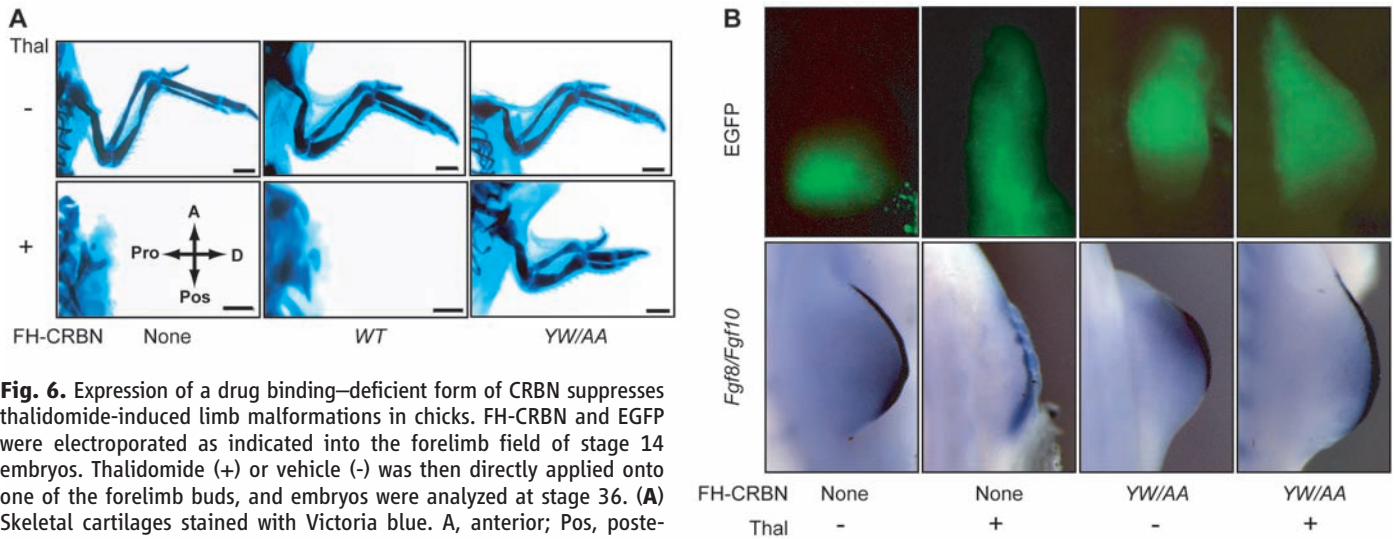 A
Thal
-
+
A
Pro
D
Pos
FH-CRBN None WT YW/AA
Fig. 6. Expression of a drug binding–deficient form of CRBN suppresses
thalidomide-induced limb malformations in chicks. FH-CRBN and EGFP
were electroporated as indicated into the forelimb field of stage 14
embryos. Thalidomide (+) or vehicle (-) was then directly applied onto
one of the forelimb buds, and embryos were analyzed at stage 36. (A)
Skeletal cartilages stained with Victoria blue. A, anterior; Pos, poste-
B
EGFP
Fgf8/Fgf10
FH-CRBN None None YW/AA YW/AA
Thal - + - +